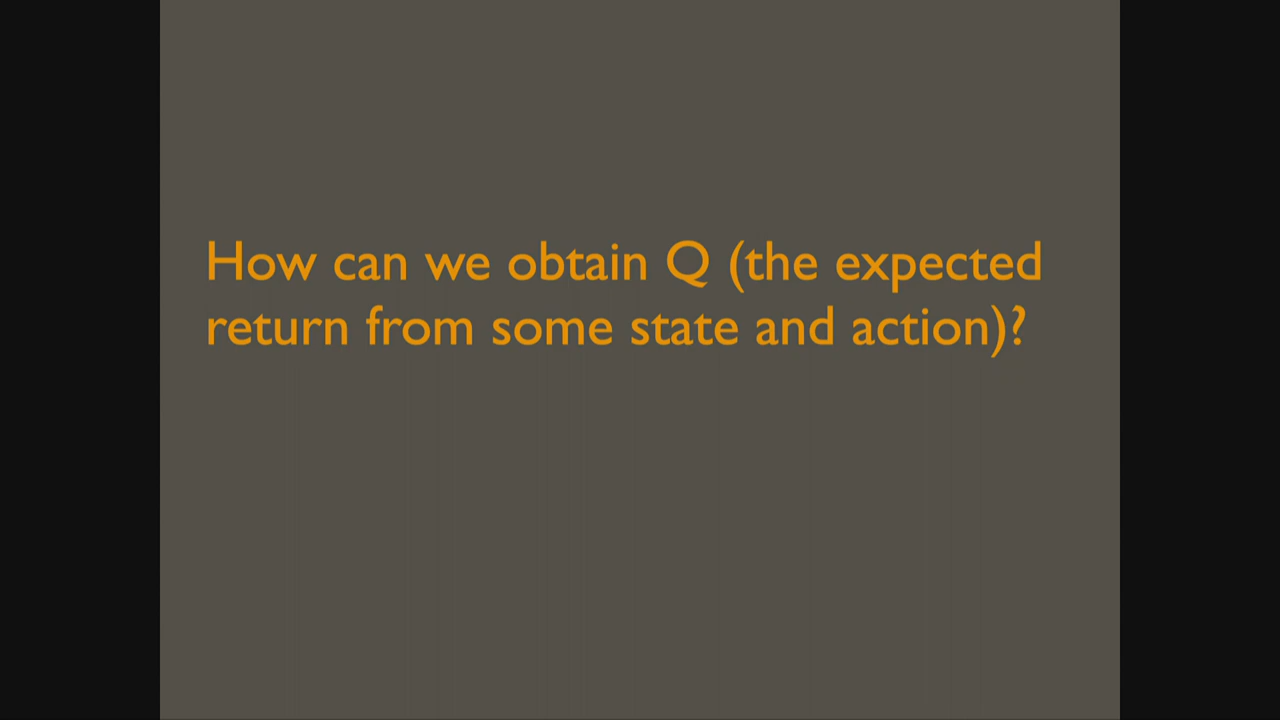 How can we obtain Q (the expected
return from some state and action)?